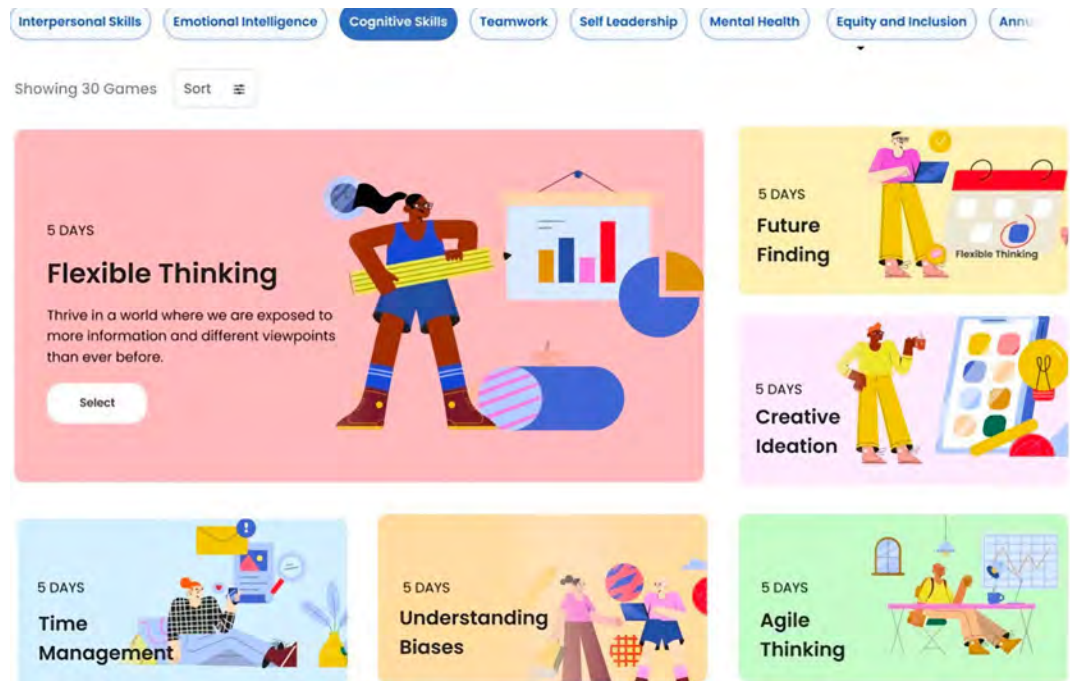 Interpersonal Skills
Emotional Intelligence
Cognitive Skills
Teamwork
Self Leadership
Mental Health
Equity and Inclusion
Showing 30 Games
Sort
5 DAYS
Flexible Thinking
Thrive in a world where we are exposed to
more information and different viewpoints
than ever before.
Select
5 DAYS
Future
Finding
Flexible Thinking
5 DAYS
Creative
Ideation
5 DAYS
Time
Management
5 DAYS
Understanding
Biases
5 DAYS
Agile
Thinking